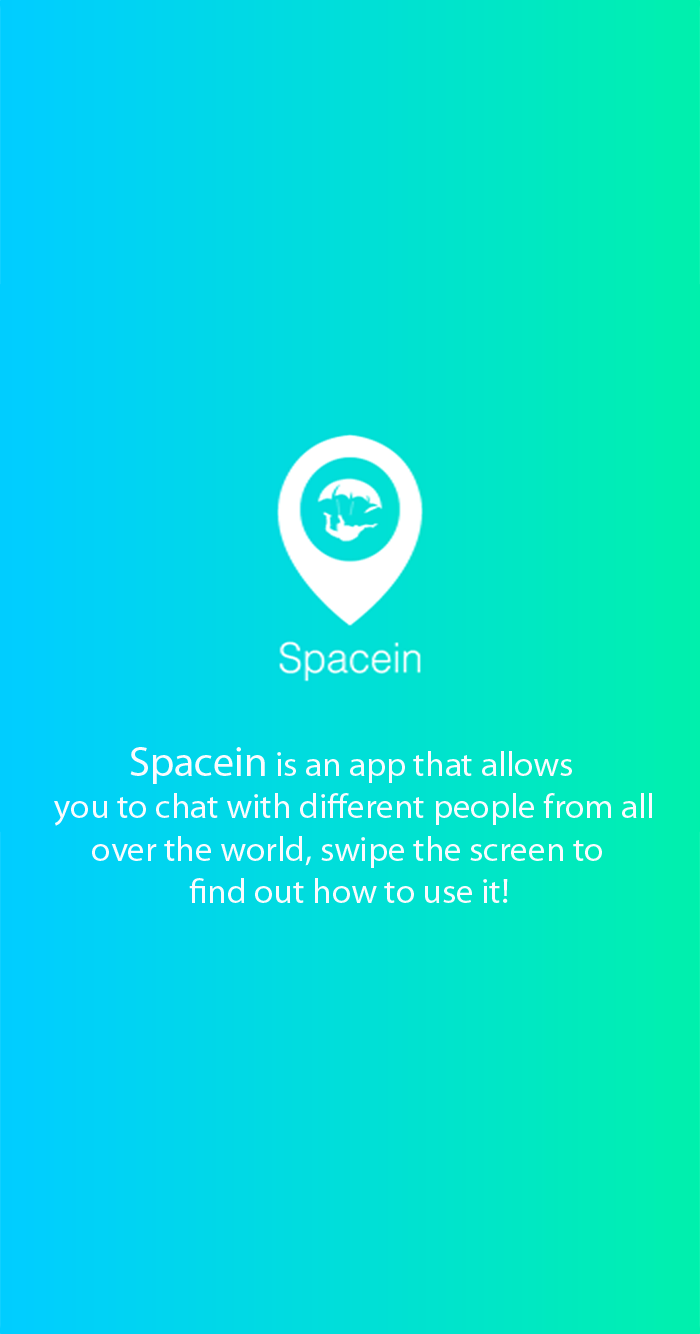 Spacein
Spacein is an app that allows
you to chat with different people from all
over the world, swipe the screen to
find out how to use it!